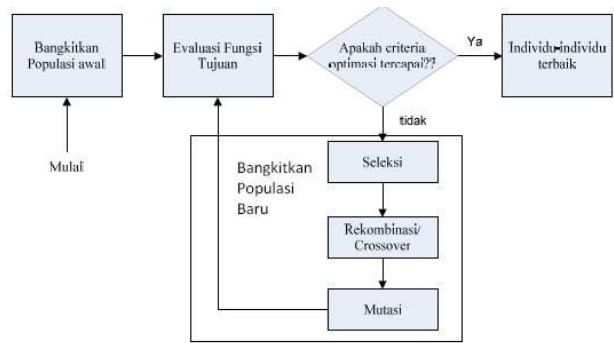 Bangkitkan
Populasi awal
Evaluasi Fungsi
Tujuan
Apakah criteria
optimasi tercapai??
Ya
Individu-individu
terbaik
tidak
Mulai
Bangkitkan
Populasi
Baru
Seleksi
Rekombinasi/
Crossover
Mutasi